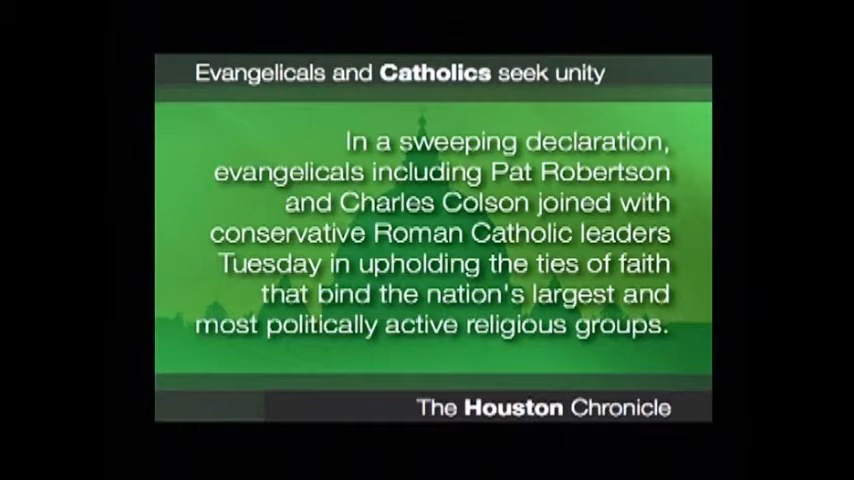 Evangelicals and Catholics seek unity
In a sweeping declaration,
evangelicals including Pat Robertson
and Charles Colson joined with
conservative Roman Catholic leaders
Tuesday in upholding the ties of faith
that bind the nation's largest and
most politically active religious groups.
The Houston Chronicle